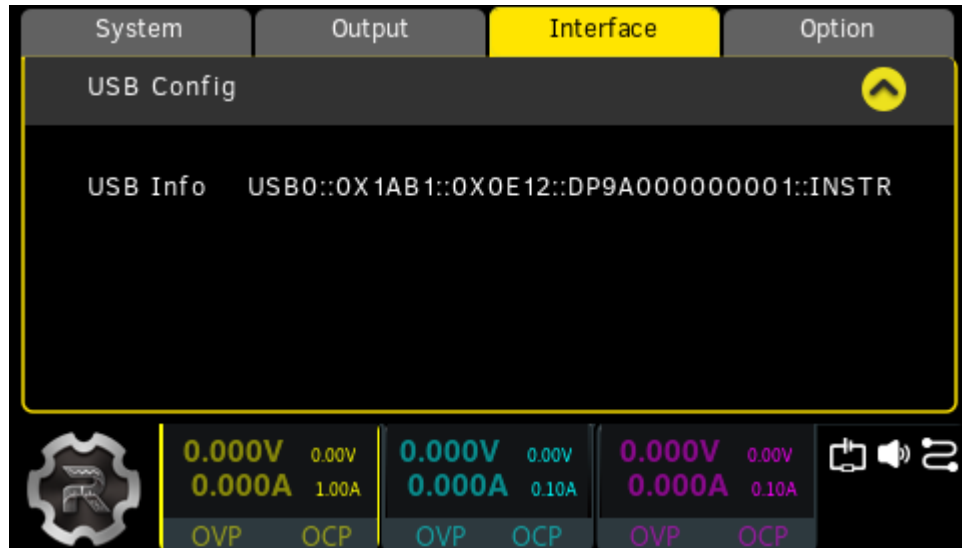 System Output Interface Option
USB Config
USB Info USB0::0X1AB1::0X0E12::DP9A000000001::INSTR
0.000V 0.00V 0.000V 0.00V 0.000V 0.00V
0.000A 1.00A 0.000A 0.10A 0.000A 0.10A
OVP OCP OVP OCP OVP OCP